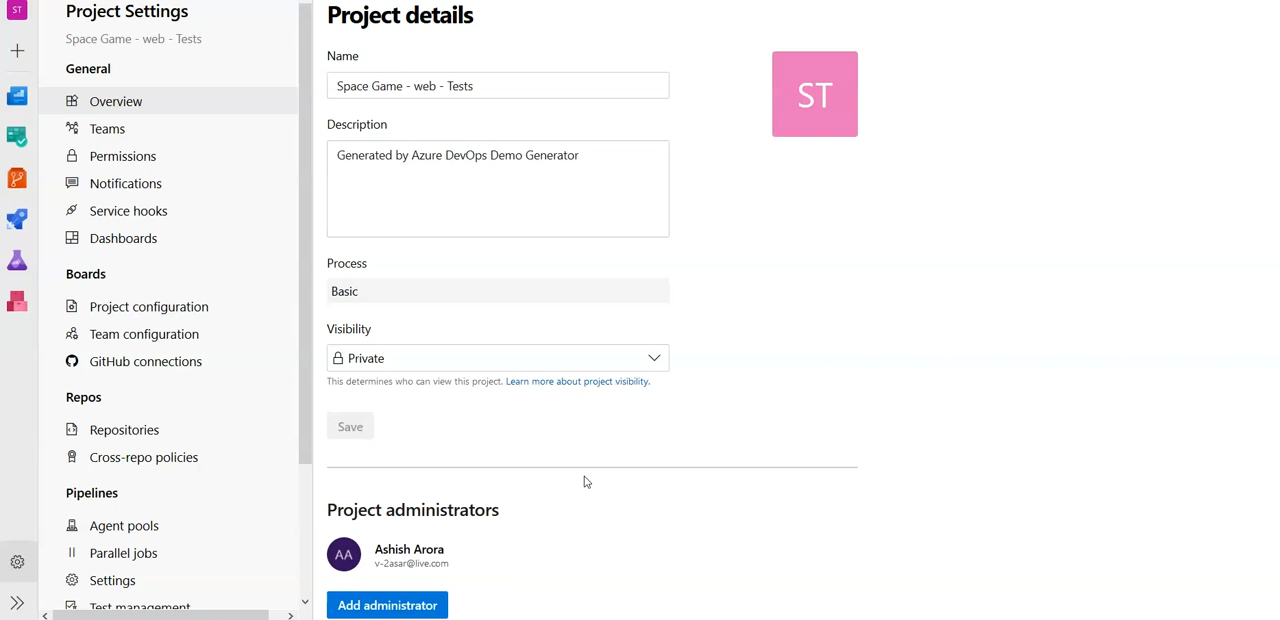 ST
Project Settings
Space Game - web - Tests
General
Overview
Teams
Permissions
Notifications
Service hooks
Dashboards
Boards
Project configuration
Team configuration
GitHub connections
Repos
Repositories
Cross-repo policies
Pipelines
Agent pools
Parallel jobs
Settings
Test management
Project details
Name
Space Game - web - Tests
ST
Description
Generated by Azure DevOps Demo Generator
Process
Basic
Visibility
Private
This determines who can view this project. Learn more about project visibility.
Save
Project administrators
AA
Ashish Arora
v-2asar@live.com
Add administrator